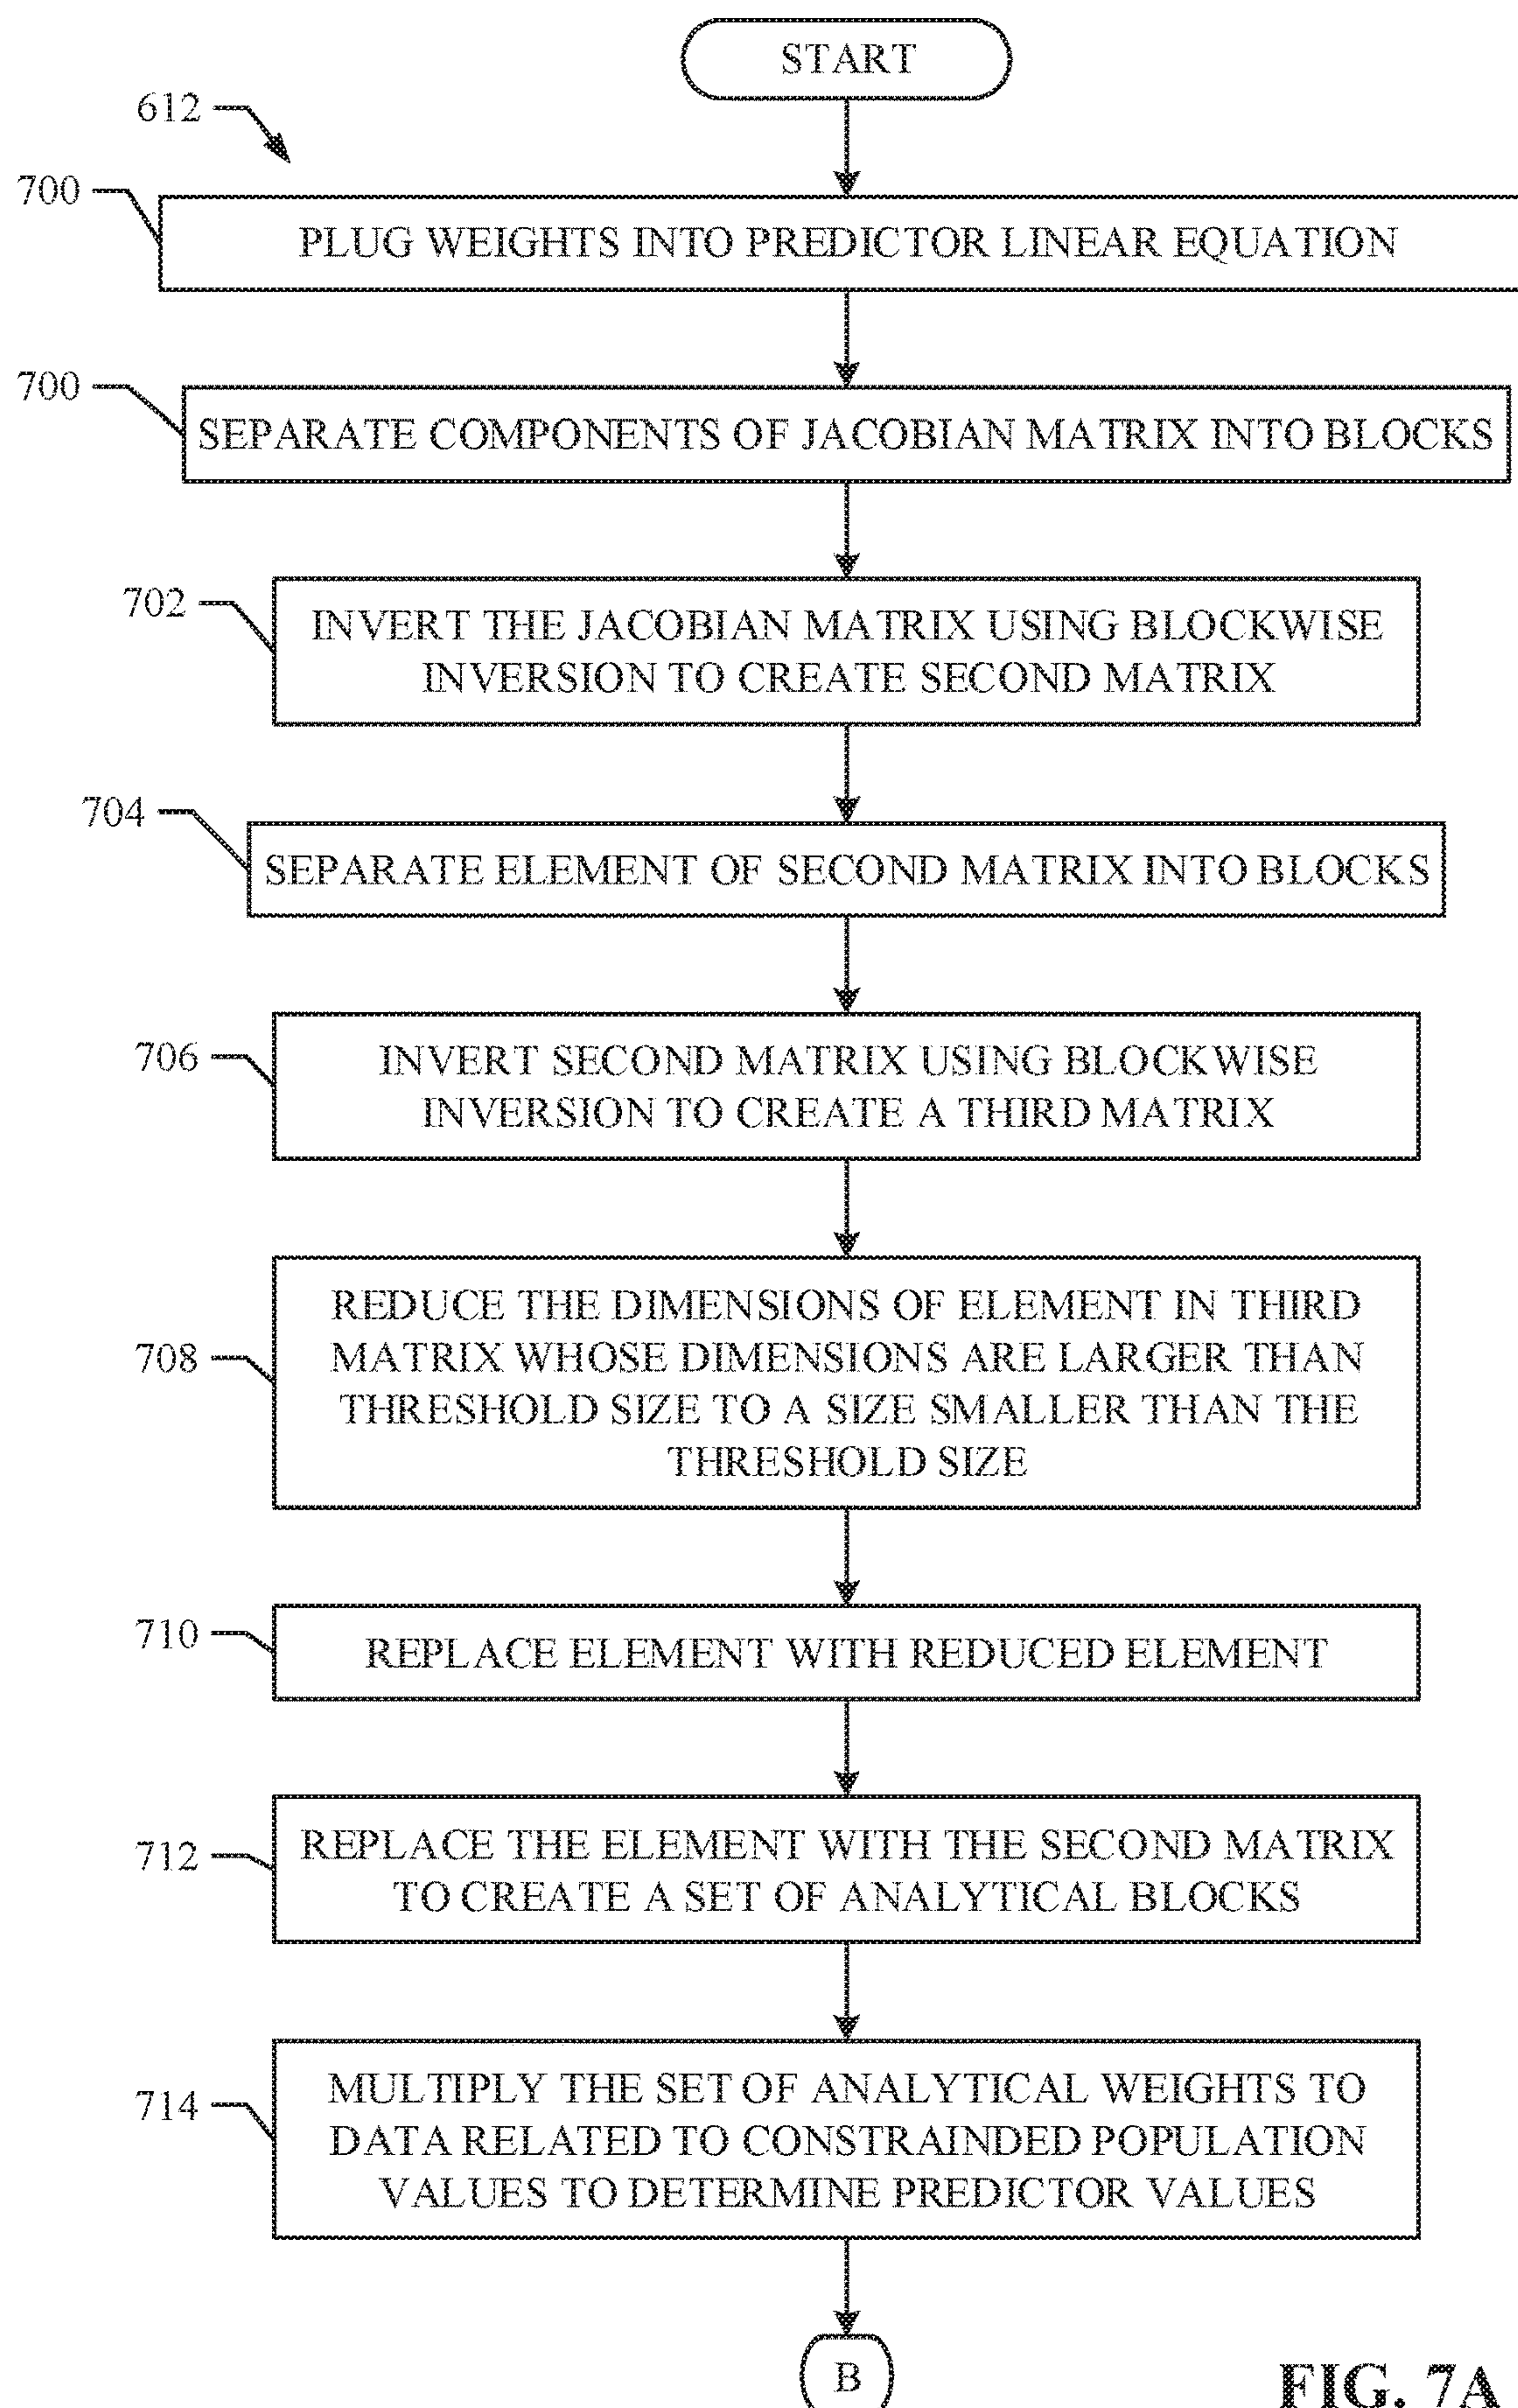 START
612
700
PLUG WEIGHTS INTO PREDICTOR LINEAR EQUATION
700
SEPARATE COMPONENTS OF JACOBIAN MATRIX INTO BLOCKS
702
INVERT THE JACOBIAN MATRIX USING BLOCKWISE
INVERSION TO CREATE SECOND MATRIX
704
SEPARATE ELEMENT OF SECOND MATRIX INTO BLOCKS
706
INVERT SECOND MATRIX USING BLOCKWISE
INVERSION TO CREATE A THIRD MATRIX
708
REDUCE THE DIMENSIONS OF ELEMENT IN THIRD
MATRIX WHOSE DIMENSIONS ARE LARGER THAN
THRESHOLD SIZE TO A SIZE SMALLER THAN THE
THRESHOLD SIZE
710
REPLACE ELEMENT WITH REDUCED ELEMENT
712
REPLACE THE ELEMENT WITH THE SECOND MATRIX
TO CREATE A SET OF ANALYTICAL BLOCKS
714
MULTIPLY THE SET OF ANALYTICAL WEIGHTS TO
DATA RELATED TO CONSTRAINDED POPULATION
VALUES TO DETERMINE PREDICTOR VALUES
B
FIG. 7A